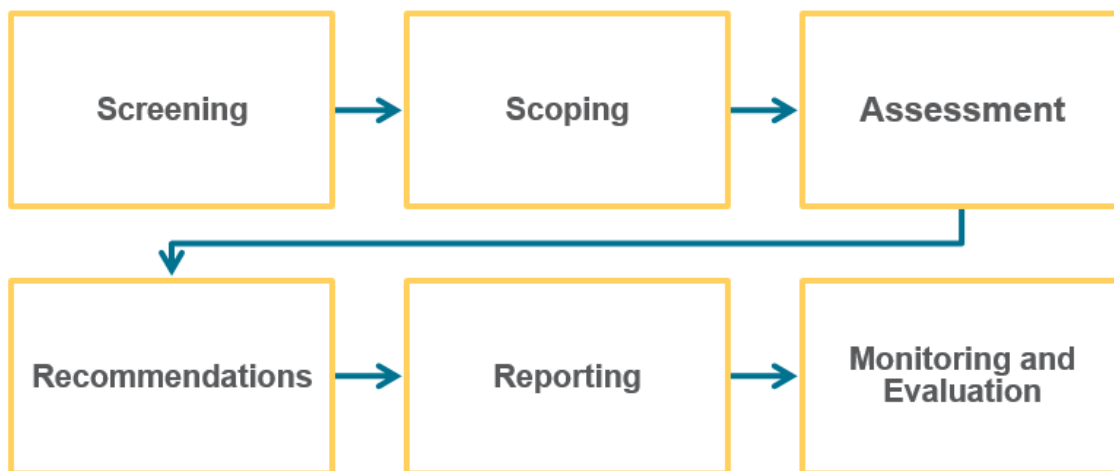 Screening
Scoping
Assessment
Recommendations
Reporting
Monitoring and
Evaluation